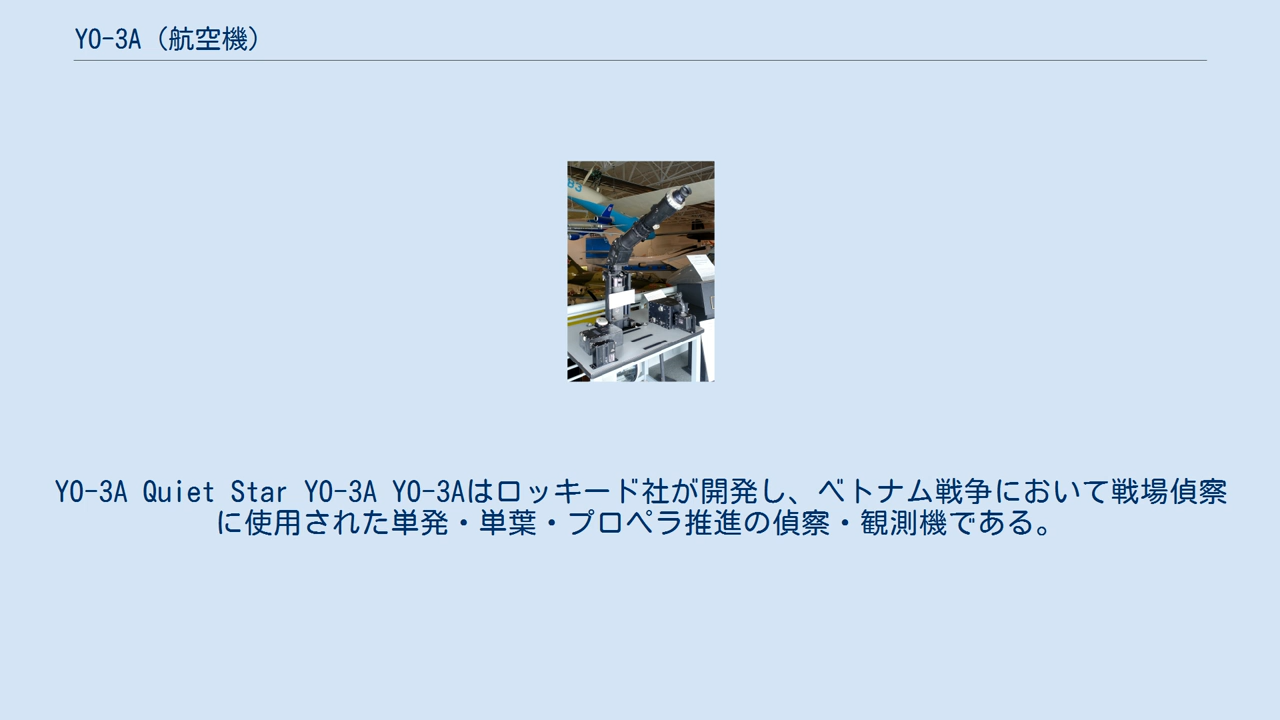 YO-3A（航空機）
83
YO-3A Quiet Star YO-3A YO-3Aはロッキード社が開発し、ベトナム戦争において戦場偵察
に使用された単発・単葉・プロペラ推進の偵察・観測機である。